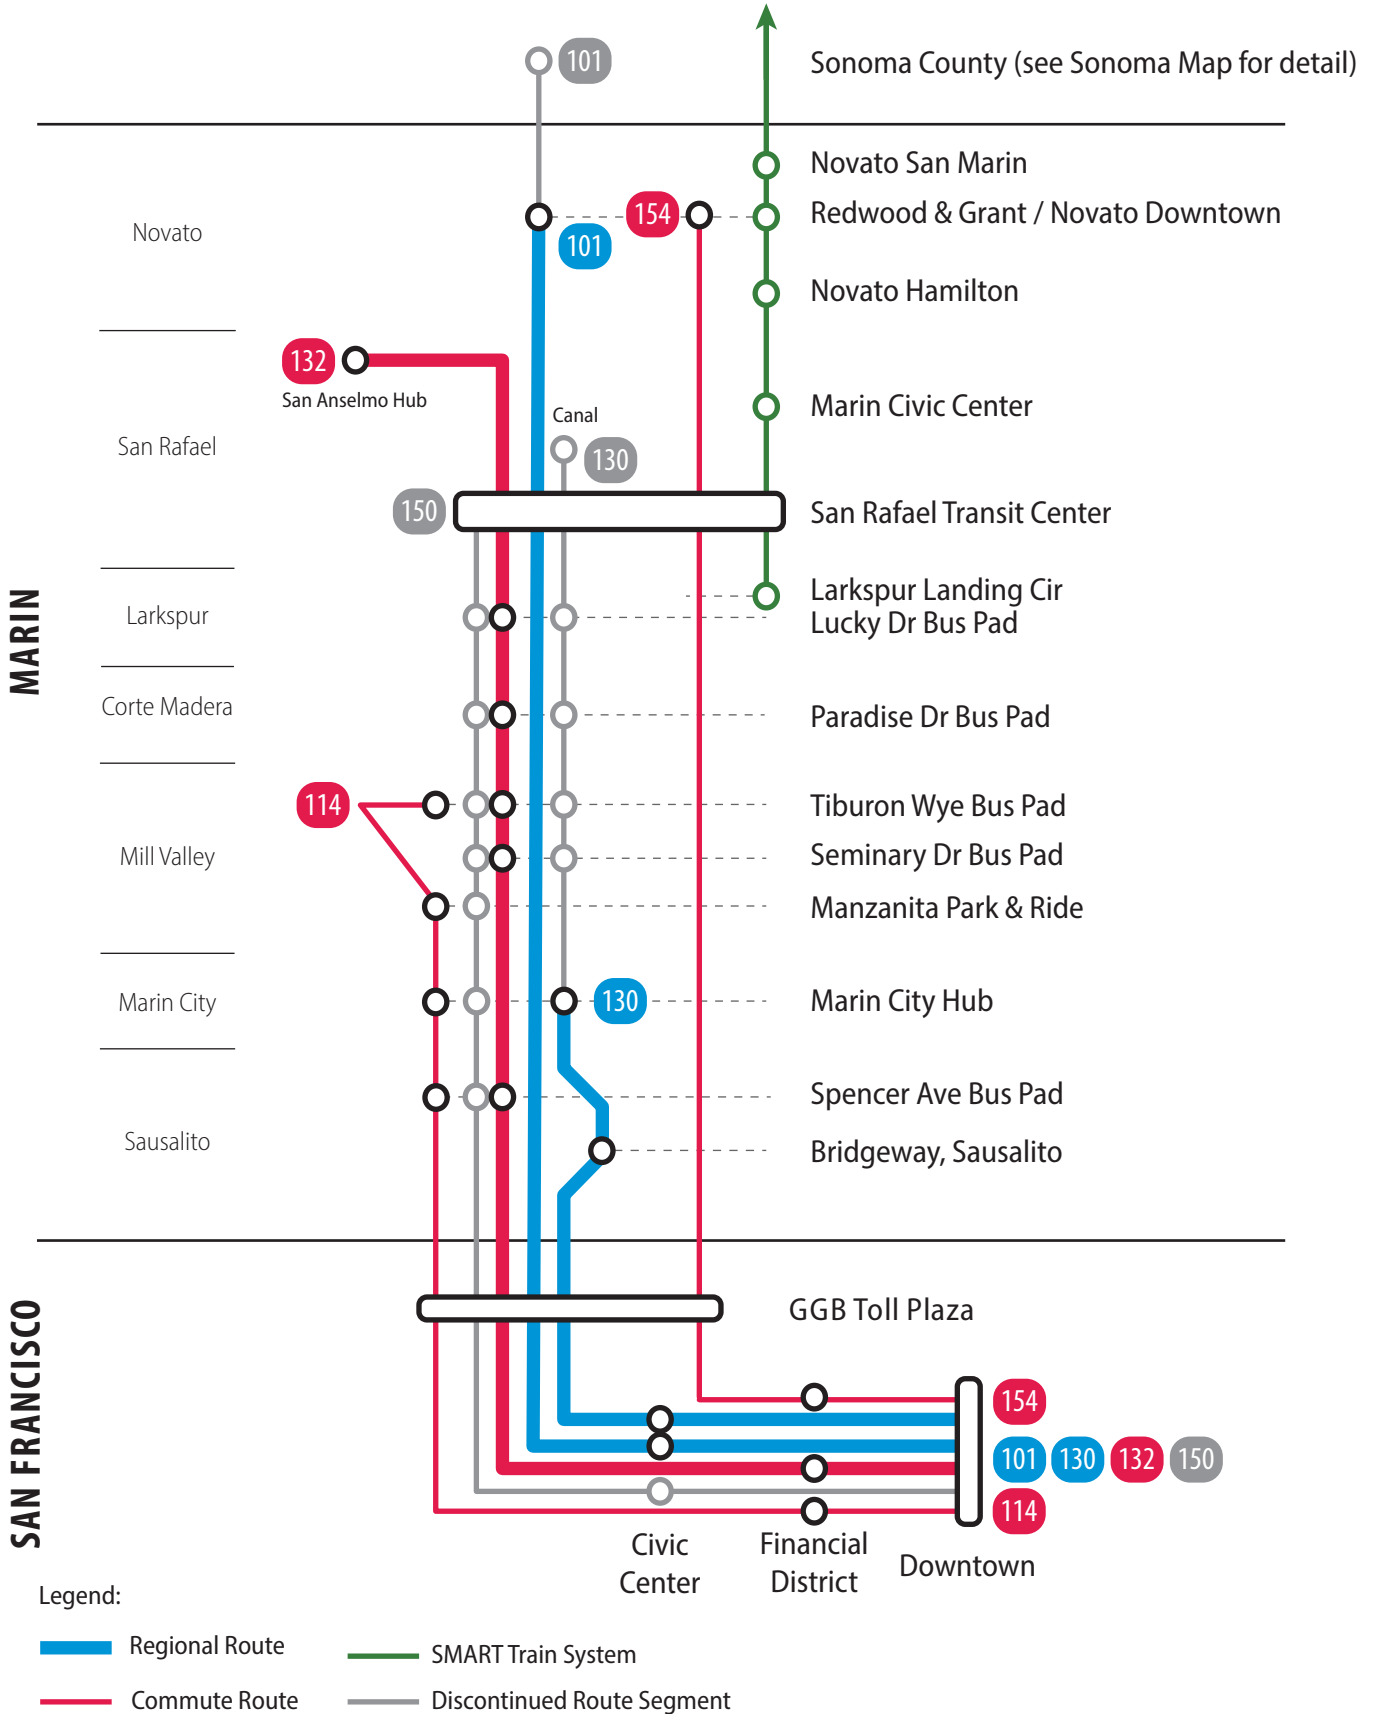 101
Sonoma County (see Sonoma Map for detail)
Novato San Marin
154
Redwood & Grant / Novato Downtown
Novato
101
Novato Hamilton
132
San Anselmo Hub
Marin Civic Center
Canal
San Rafael
130
150
San Rafael Transit Center
MARIN
Larkspur Landing Cir
Larkspur
Lucky Dr Bus Pad
Corte Madera
Paradise Dr Bus Pad
114
Tiburon Wye Bus Pad
Mill Valley
Seminary Dr Bus Pad
Manzanita Park & Ride
Marin City
130
Marin City Hub
Spencer Ave Bus Pad
Sausalito
Bridgeway, Sausalito
SAN FRANCISCO
GGB Toll Plaza
154
101 130 132 150
114
Civic
Center
Financial
District
Downtown
Legend:
Regional Route
SMART Train System
Commute Route
Discontinued Route Segment